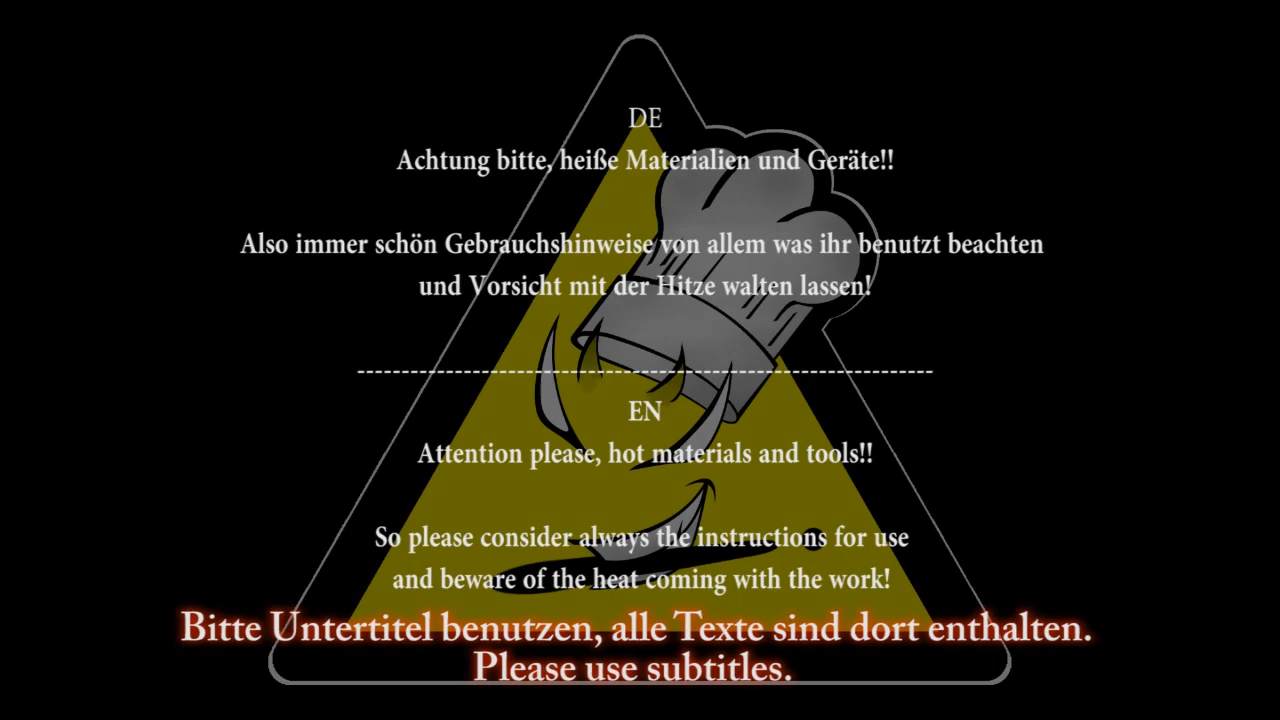 DE
Achtung bitte, heiße Materialien und Geräte!!
Also immer schön Gebrauchshinweise von allem was ihr benutzt beachten
und Vorsicht mit der Hitze walten lassen!
-----------------------------------------------------------------
EN
Attention please, hot materials and tools!!
So please consider always the instructions for use
and beware of the heat coming with the work!
Bitte Untertitel benutzen, alle Texte sind dort enthalten.
Please use subtitles.